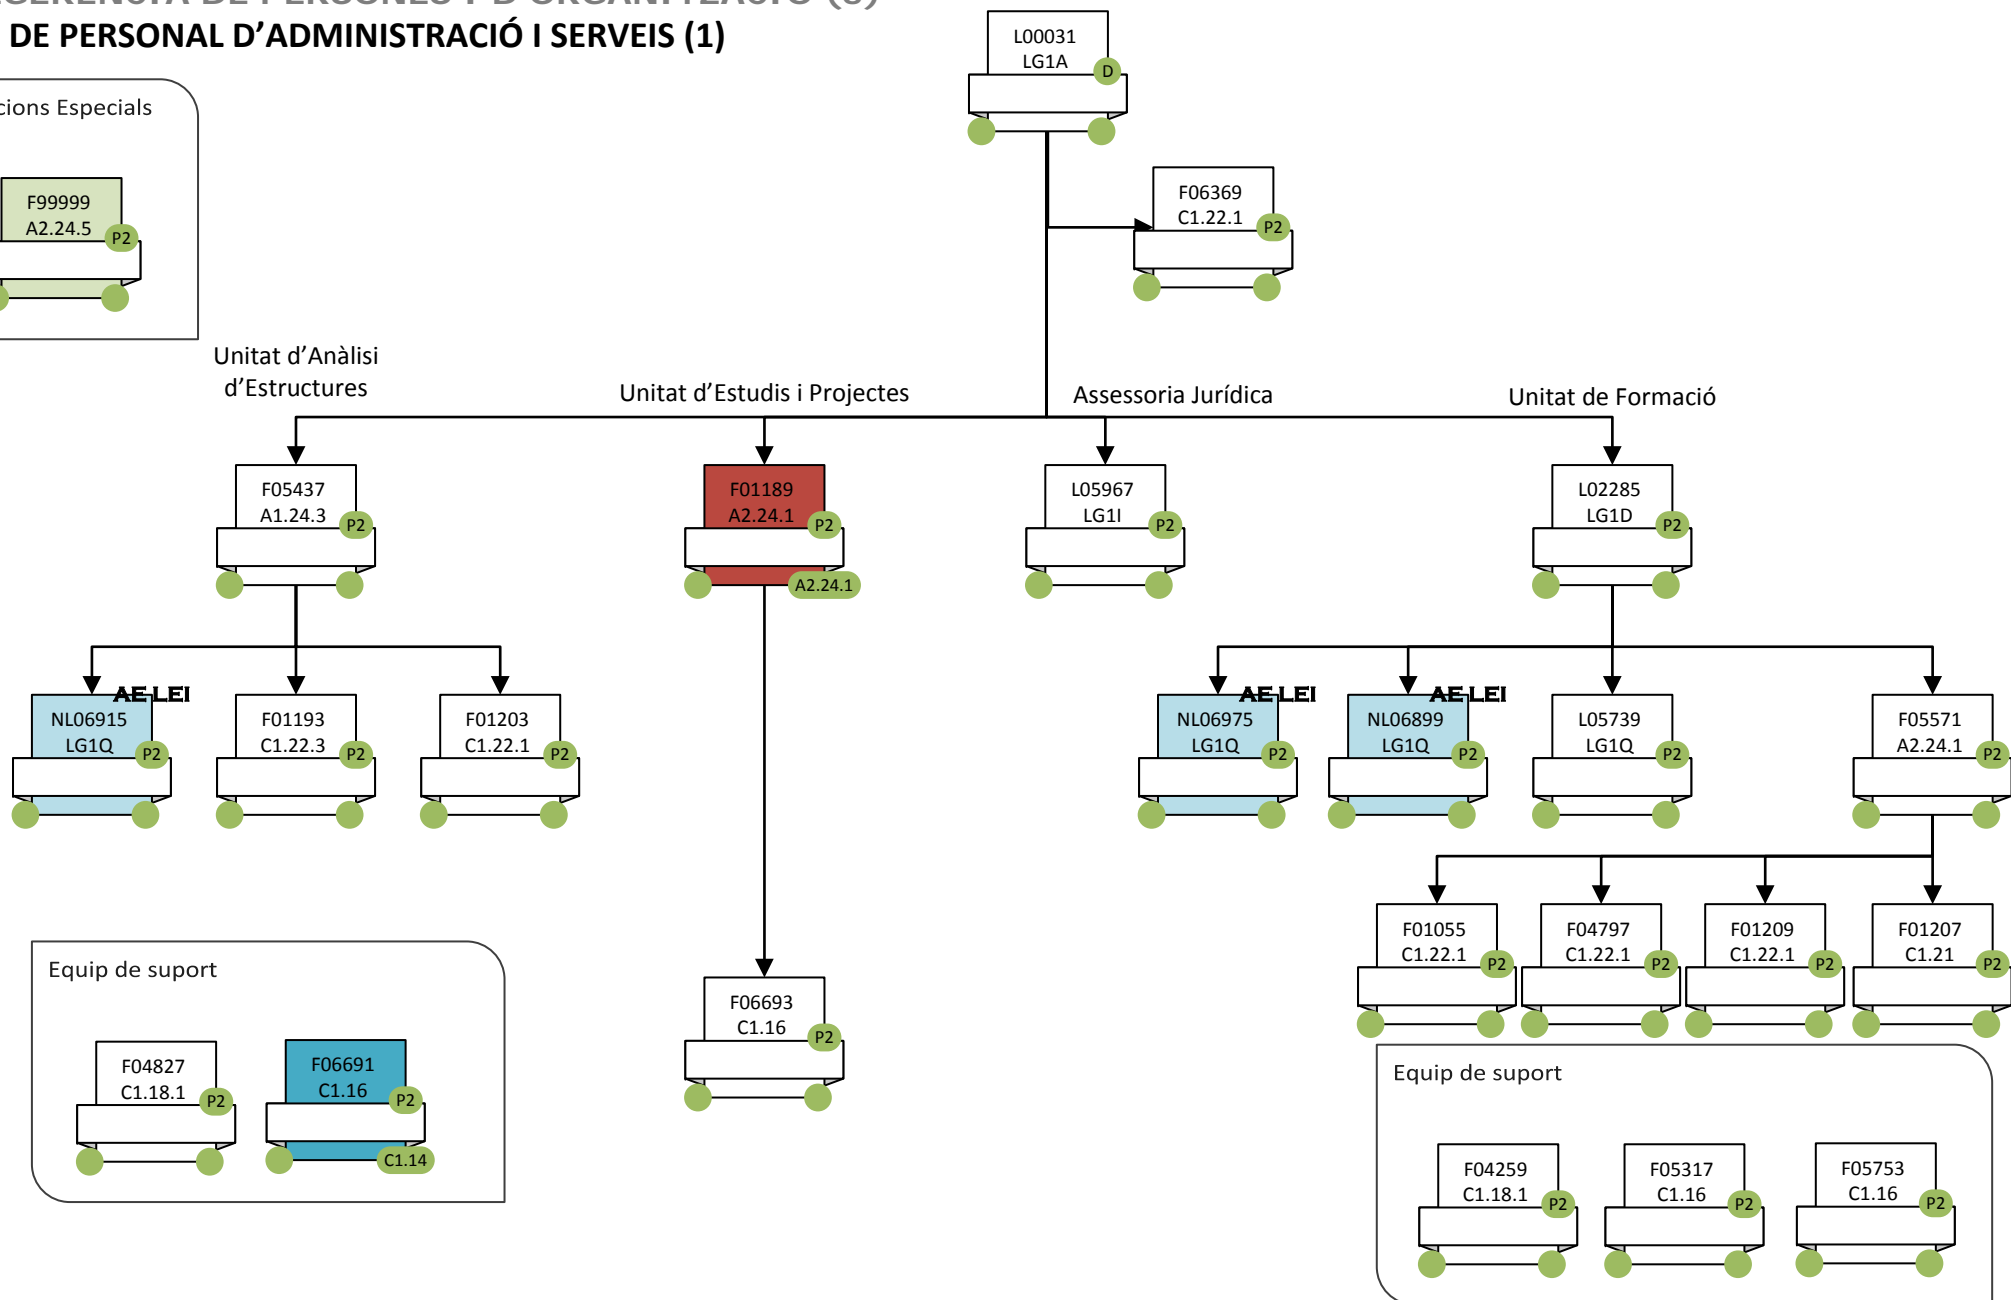 DE PERSONAL D'ADMINISTRACIÓ I SERVEIS (1)
L00031
LG1A
D
cions Especials
F99999
A2.24.5
P2
F06369
C1.22.1
P2
Unitat d'Anàlisi
d'Estructures
Unitat d'Estudis i Projectes
Assessoria Jurídica
Unitat de Formació
F05437
A1.24.3
P2
F01189
A2.24.1
P2
A2.24.1
L05967
LG1I
P2
L02285
LG1D
P2
AE LEI
NL06915
LG1Q
P2
F01193
C1.22.3
P2
F01203
C1.22.1
P2
AE LEI
NL06975
LG1Q
P2
AE LEI
NL06899
LG1Q
P2
L05739
LG1Q
P2
F05571
A2.24.1
P2
F01055
C1.22.1
P2
F04797
C1.22.1
P2
F01209
C1.22.1
P2
F01207
C1.21
P2
Equip de suport
F04827
C1.18.1
P2
F06691
C1.16
P2
C1.14
F06693
C1.16
P2
Equip de suport
F04259
C1.18.1
P2
F05317
C1.16
P2
F05753
C1.16
P2